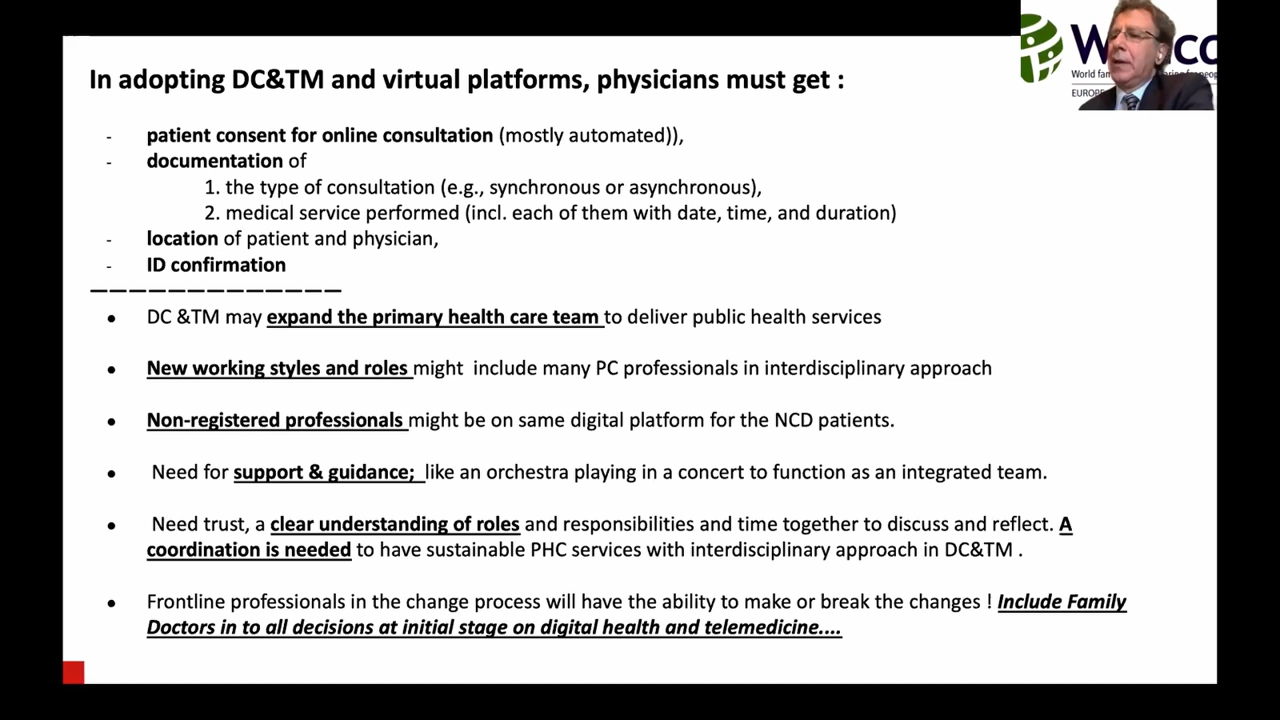 In adopting DC&TM and virtual platforms, physicians must get :
- patient consent for online consultation (mostly automated)),
- documentation of
1. the type of consultation (e.g., synchronous or asynchronous),
2. medical service performed (incl. each of them with date, time, and duration)
- location of patient and physician,
- ID confirmation
—————————————
• DC &TM may expand the primary health care team to deliver public health services
• New working styles and roles might include many PC professionals in interdisciplinary approach
• Non-registered professionals might be on same digital platform for the NCD patients.
• Need for support & guidance; like an orchestra playing in a concert to function as an integrated team.
• Need trust, a clear understanding of roles and responsibilities and time together to discuss and reflect. A
coordination is needed to have sustainable PHC services with interdisciplinary approach in DC&TM .
• Frontline professionals in the change process will have the ability to make or break the changes ! Include Family
Doctors in to all decisions at initial stage on digital health and telemedicine....
World